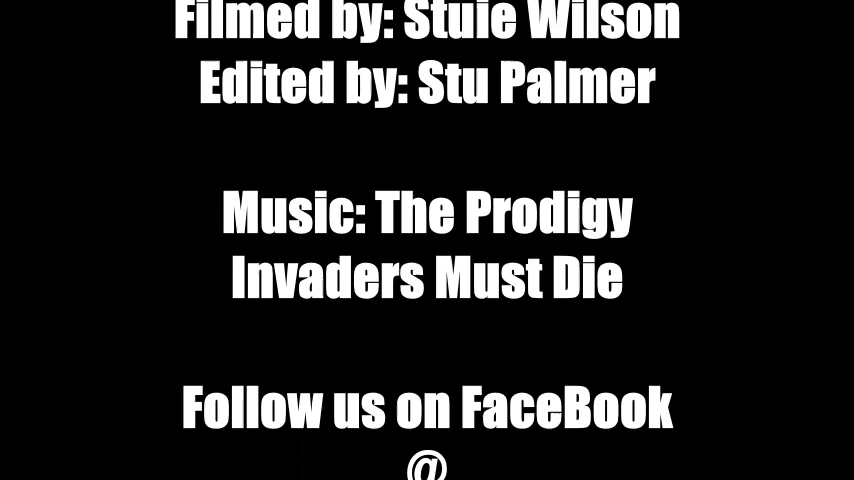 Filmed by: Stuie Wilson
Edited by: Stu Palmer
Music: The Prodigy
Invaders Must Die
Follow us on FaceBook
@